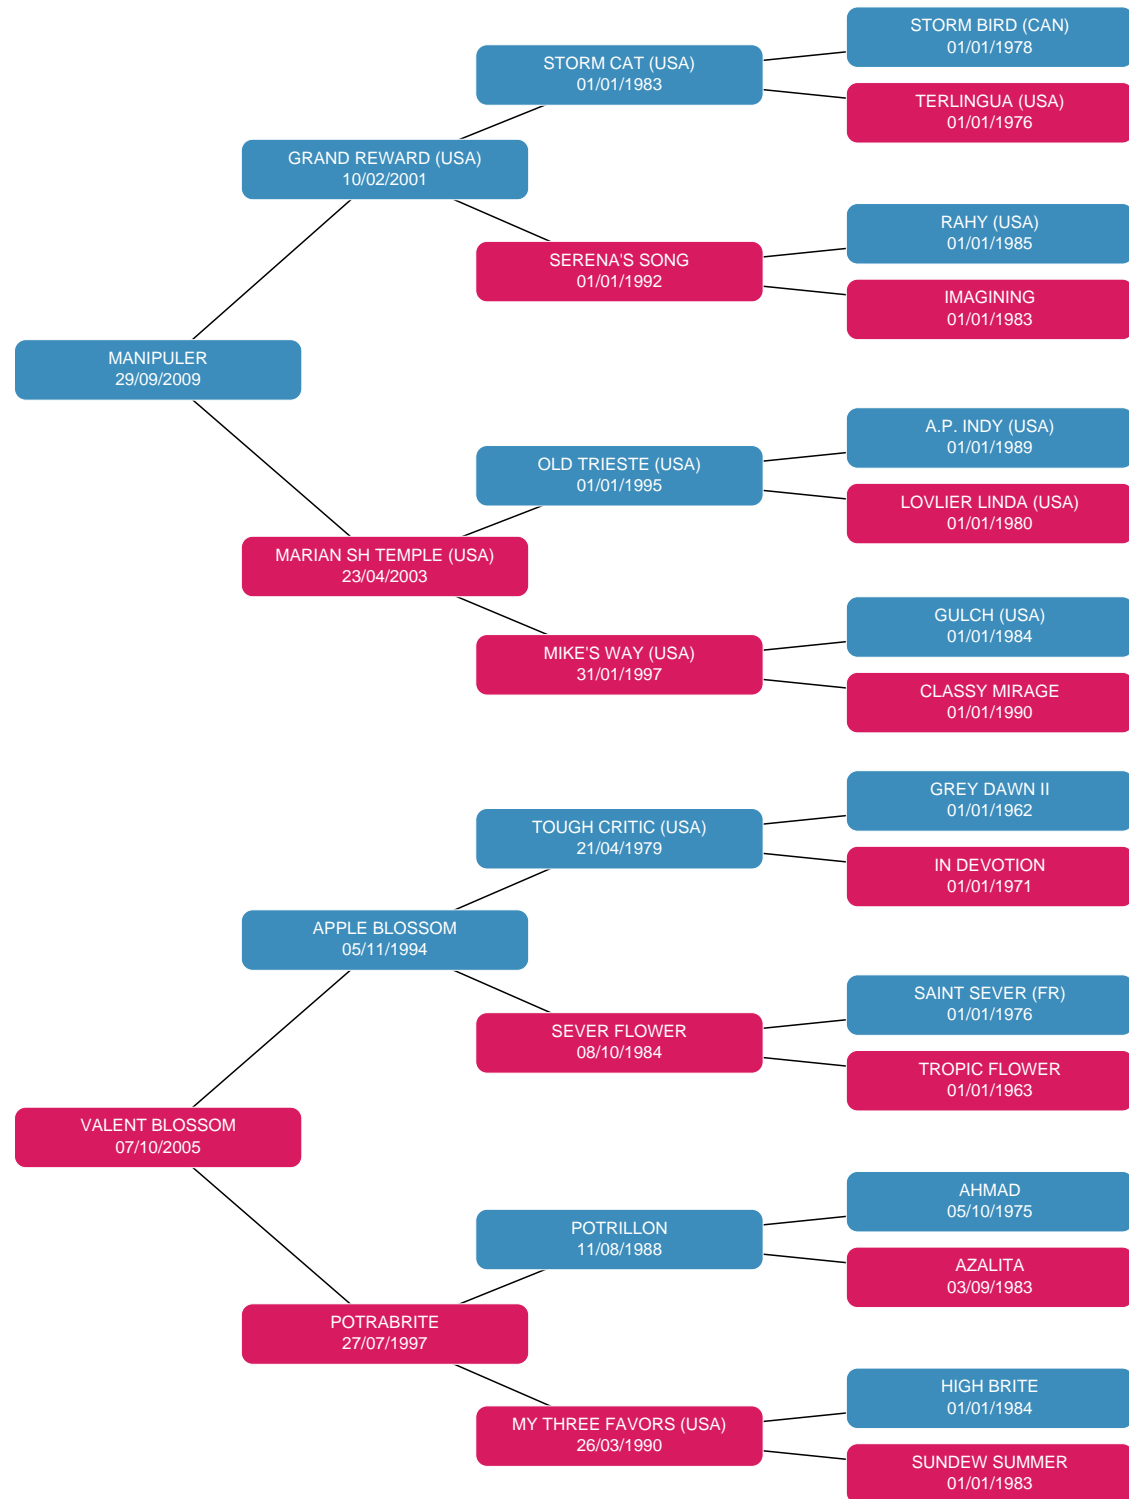 STORM BIRD (CAN)
01/01/1978
STORM CAT (USA)
01/01/1983
TERLINGUA (USA)
01/01/1976
GRAND REWARD (USA)
10/02/2001
RAHY (USA)
01/01/1985
SERENA'S SONG
01/01/1992
IMAGINING
01/01/1983
MANIPULER
29/09/2009
A.P. INDY (USA)
01/01/1989
OLD TRIESTE (USA)
01/01/1995
LOVLIER LINDA (USA)
01/01/1980
MARIAN SH TEMPLE (USA)
23/04/2003
GULCH (USA)
01/01/1984
MIKE'S WAY (USA)
31/01/1997
CLASSY MIRAGE
01/01/1990
GREY DAWN II
01/01/1962
TOUGH CRITIC (USA)
21/04/1979
IN DEVOTION
01/01/1971
APPLE BLOSSOM
05/11/1994
SAINT SEVER (FR)
01/01/1976
SEVER FLOWER
08/10/1984
TROPIC FLOWER
01/01/1963
VALENT BLOSSOM
07/10/2005
AHMAD
05/10/1975
POTRILLON
11/08/1988
AZALITA
03/09/1983
POTRABRITE
27/07/1997
HIGH BRITE
01/01/1984
MY THREE FAVORS (USA)
26/03/1990
SUNDEW SUMMER
01/01/1983